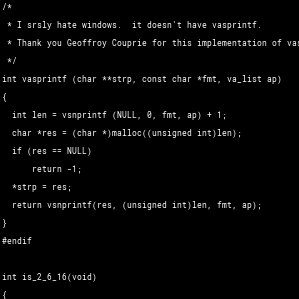 /*
 * I srsly hate windows.  it doesn't have vasprintf.
 * Thank you Geoffroy Couprie for this implementation of vas
 */
int vasprintf (char **strp, const char *fmt, va_list ap)
{
  int len = vsnprintf (NULL, 0, fmt, ap) + 1;
  char *res = (char *)malloc((unsigned int)len);
  if (res == NULL)
      return -1;
  *strp = res;
  return vsnprintf(res, (unsigned int)len, fmt, ap);
}
#endif

int is_2_6_16(void)
{